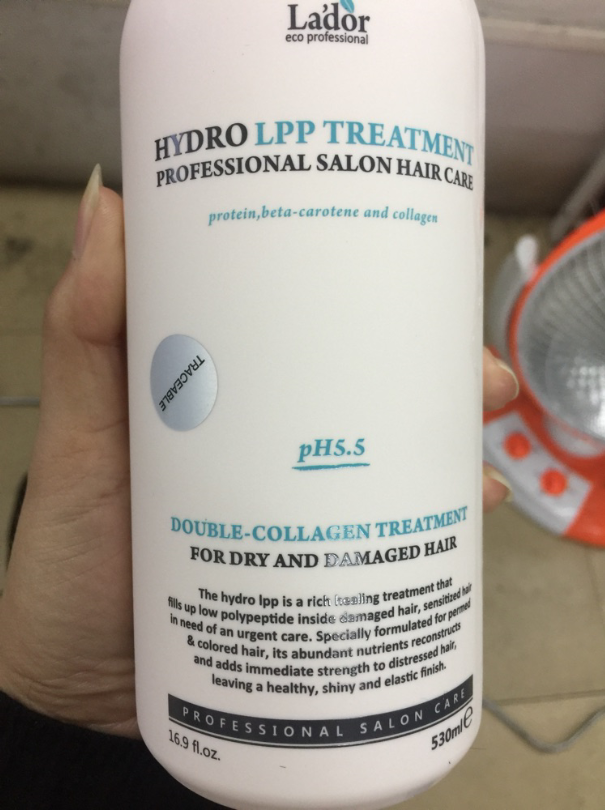 La'dor
eco professional
HYDRO LPP TREATMENT
PROFESSIONAL SALON HAIR CARE
protein,beta-carotene and collagen
TRACEABLE
pH5.5
DOUBLE-COLLAGEN TREATMENT
FOR DRY AND DAMAGED HAIR
The hydro lpp is a rich healing treatment that
fills up low polypeptide inside damaged hair, sensitized hair
in need of an urgent care. Specially formulated for permed
& colored hair, its abundant nutrients reconstructs
and adds immediate strength to distressed hair,
leaving a healthy, shiny and elastic finish.
PROFESSIONAL SALON CARE
16.9 fl.oz.
530ml℮